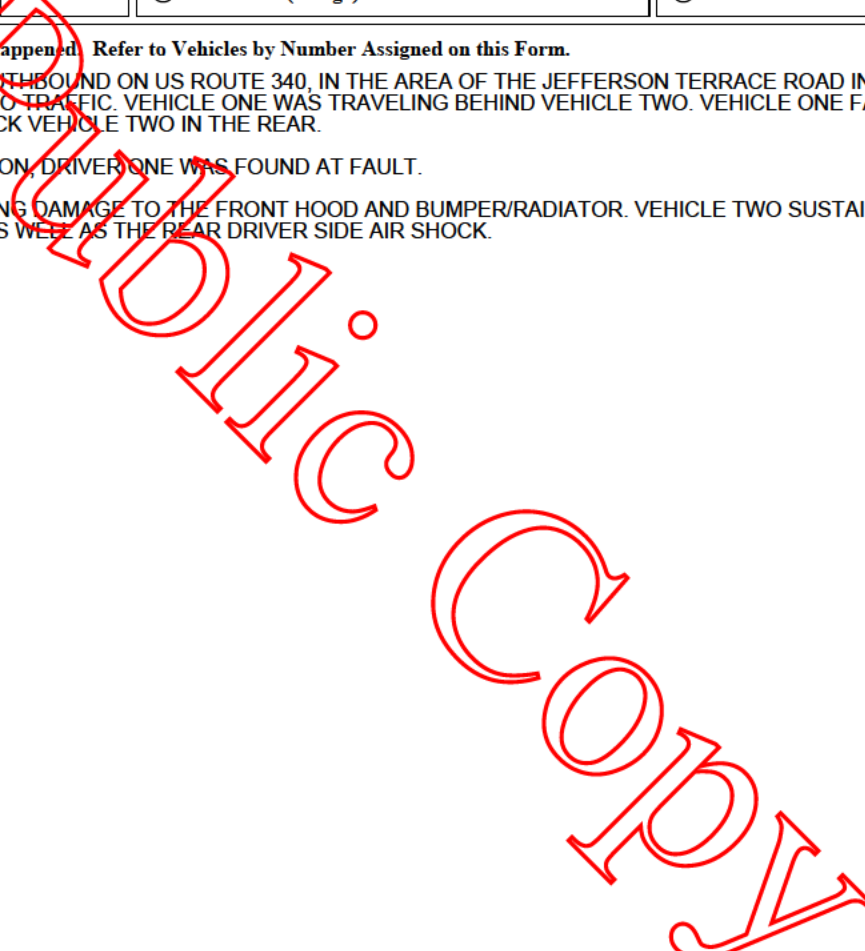 appened. Refer to Vehicles by Number Assigned on this Form.
THBOUND ON US ROUTE 340, IN THE AREA OF THE JEFFERSON TERRACE ROAD IN
O TRAFFIC. VEHICLE ONE WAS TRAVELING BEHIND VEHICLE TWO. VEHICLE ONE FA
CK VEHICLE TWO IN THE REAR.
ON, DRIVER ONE WAS FOUND AT FAULT.
NG DAMAGE TO THE FRONT HOOD AND BUMPER/RADIATOR. VEHICLE TWO SUSTAI
S WELL AS THE REAR DRIVER SIDE AIR SHOCK.
Public Copy